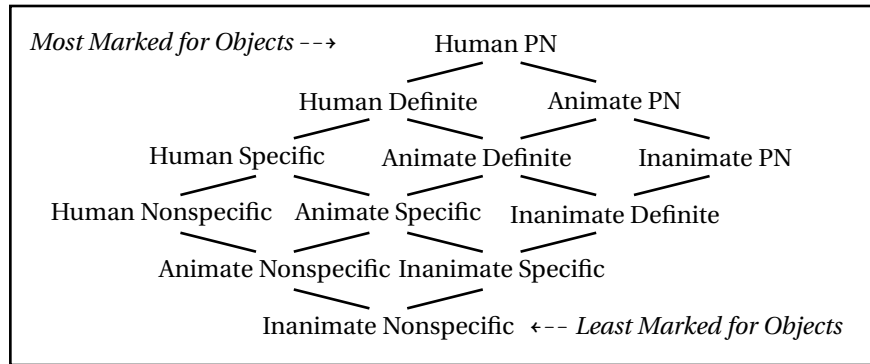 Most Marked for Objects --→ Human PN
Human Definite Animate PN
Human Specific Animate Definite Inanimate PN
Human Nonspecific Animate Specific Inanimate Definite
Animate Nonspecific Inanimate Specific
Inanimate Nonspecific ←-- Least Marked for Objects